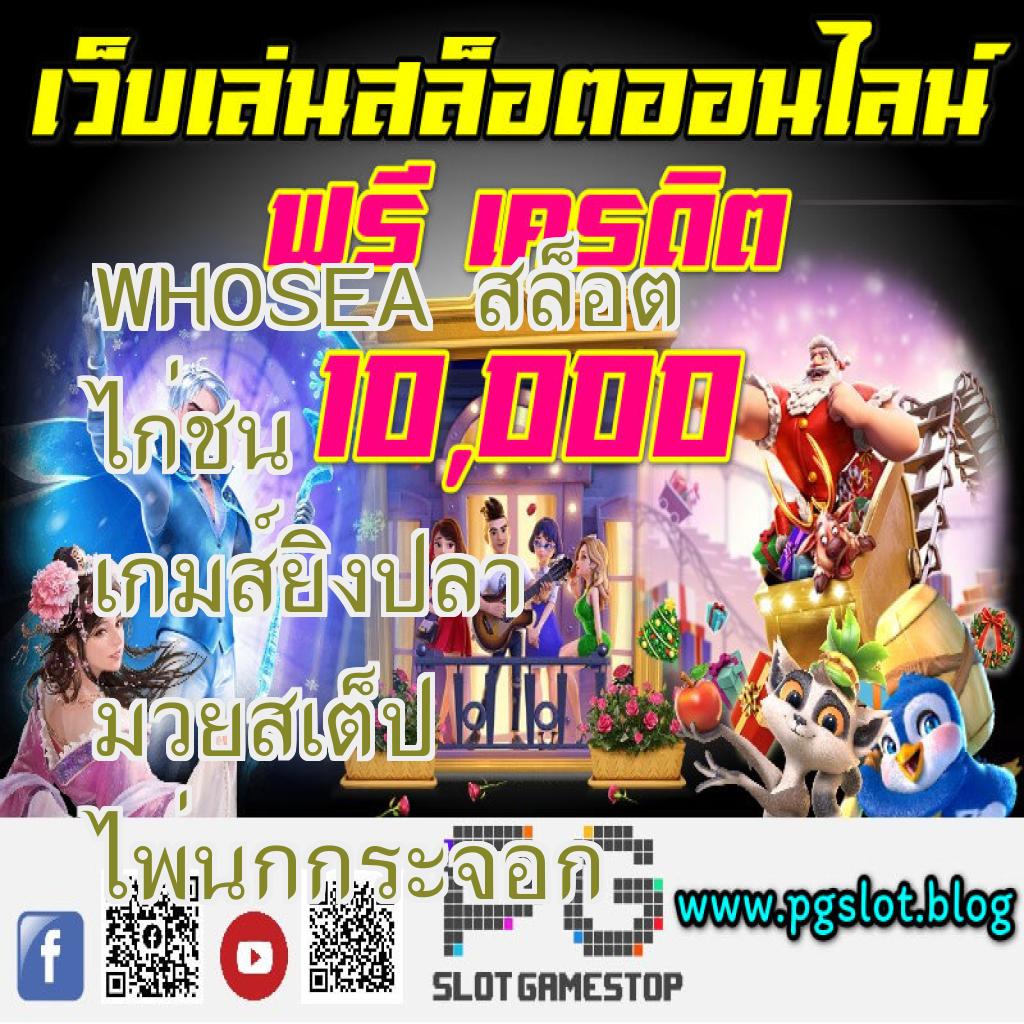 เว็บเล่นสล็อตออนไลน์
ฟรี เครดิต
WHOSEA สล็อต
10,000
ไก่ชน
เกมส์ยิงปลา
มวยสเต็ป
ไพ่นกกระจอก
PG
www.pgslot.blog
SLOT GAMESTOP